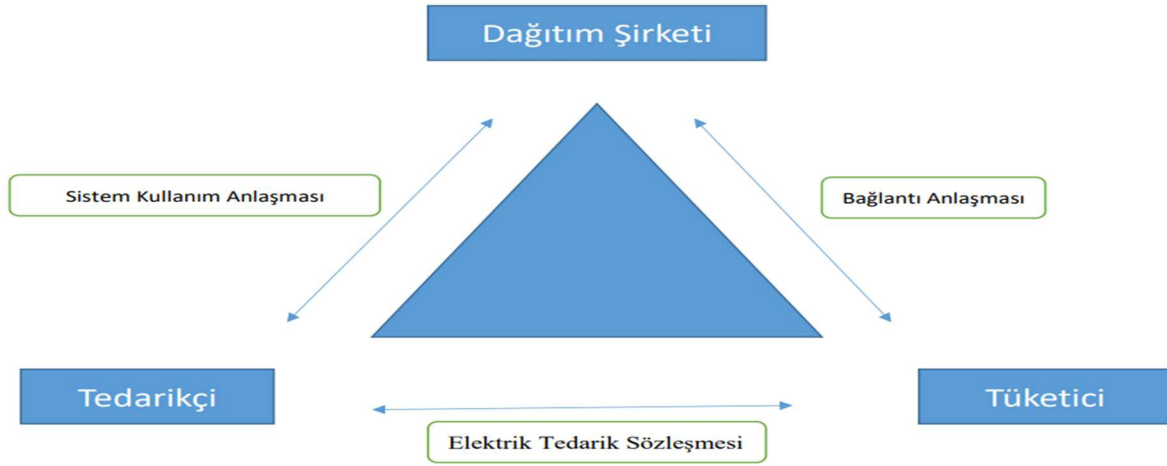 Dağıtım Şirketi
Sistem Kullanım Anlaşması
Bağlantı Anlaşması
Tedarikçi
Tüketici
Elektrik Tedarik Sözleşmesi